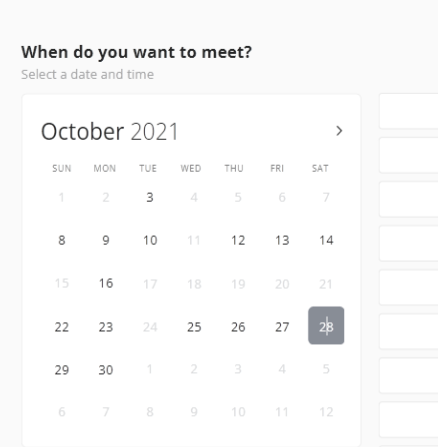 When do you want to meet?
Select a date and time
October 2021
SUN MON TUE WED THU FRI SAT
1 2 3 4 5 6 7
8 9 10 11 12 13 14
15 16 17 18 19 20 21
22 23 24 25 26 27 28
29 30 1 2 3 4 5
6 7 8 9 10 11 12